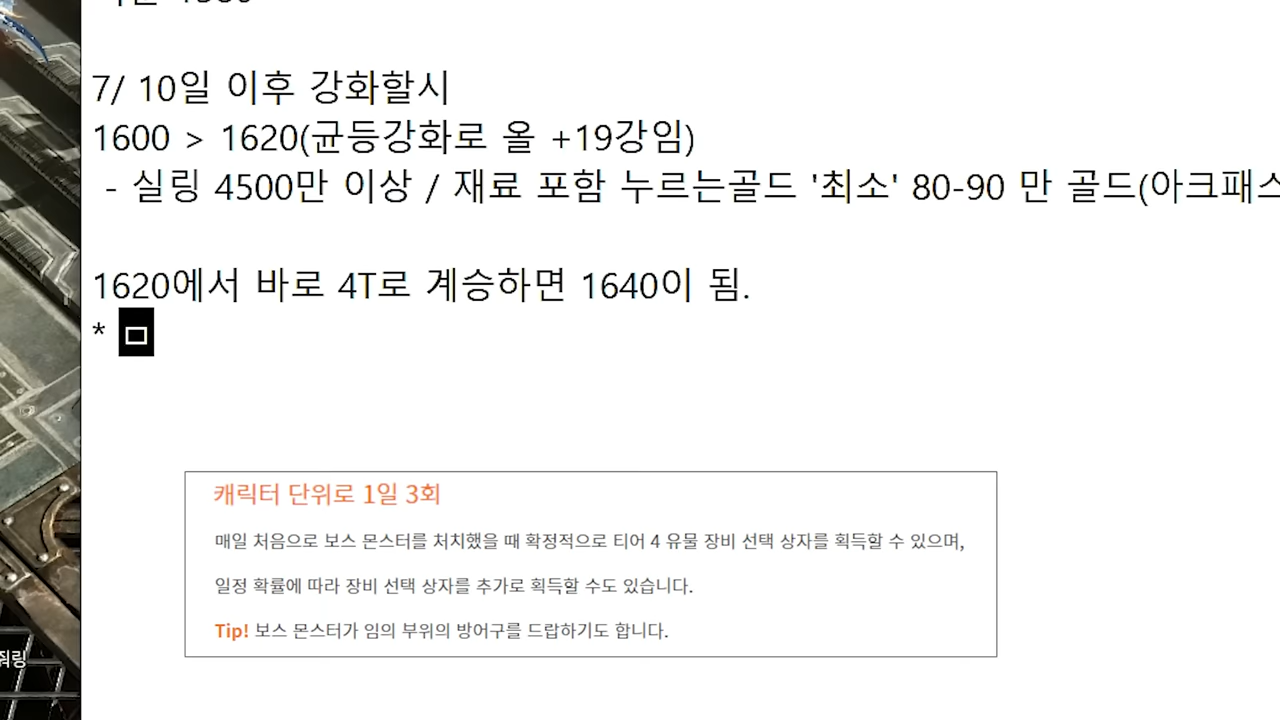 7/ 10일 이후 강화할시
1600 > 1620(균등강화로 올 +19강임)
- 실링 4500만 이상 / 재료 포함 누르는골드 '최소' 80-90 만 골드(아크패스
1620에서 바로 4T로 계승하면 1640이 됨.
* ㅁ
캐릭터 단위로 1일 3회
매일 처음으로 보스 몬스터를 처치했을 때 확정적으로 티어 4 유물 장비 선택 상자를 획득할 수 있으며,
일정 확률에 따라 장비 선택 상자를 추가로 획득할 수도 있습니다.
Tip! 보스 몬스터가 임의 부위의 방어구를 드랍하기도 합니다.